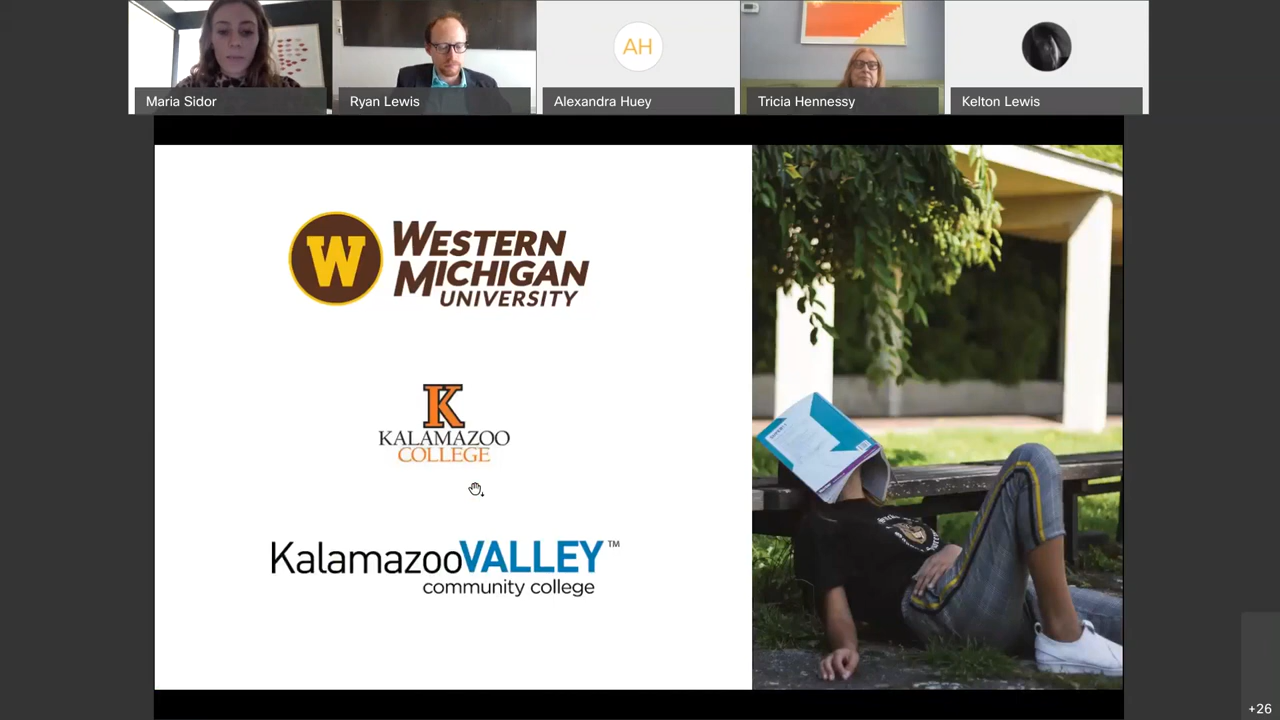 Maria Sidor
Ryan Lewis
AH
Alexandra Huey
Tricia Hennessy
Kelton Lewis
W
WESTERN
MICHIGAN
UNIVERSITY
K
KALAMAZOO
COLLEGE
KalamazooVALLEY™
community college
+26